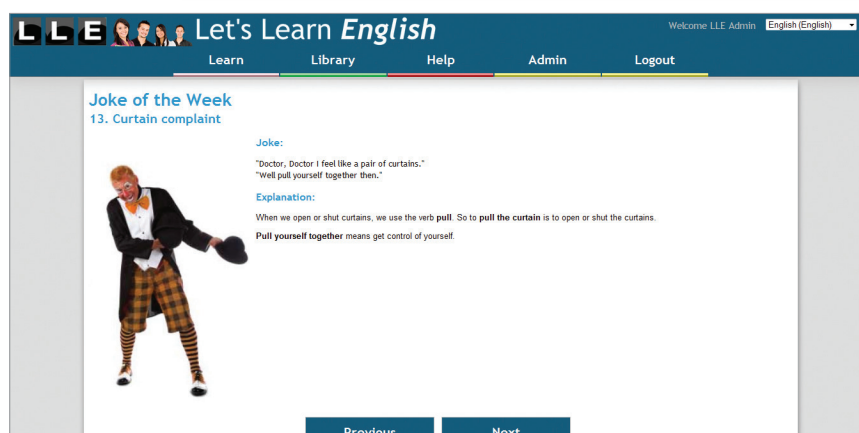 L L E Let's Learn English
Welcome LLE Admin English (English)
Learn Library Help Admin Logout
Joke of the Week
13. Curtain complaint
Joke:
"Doctor, Doctor I feel like a pair of curtains."
"Well pull yourself together then."
Explanation:
When we open or shut curtains, we use the verb pull. So to pull the curtain is to open or shut the curtains.
Pull yourself together means get control of yourself.
Previous Next